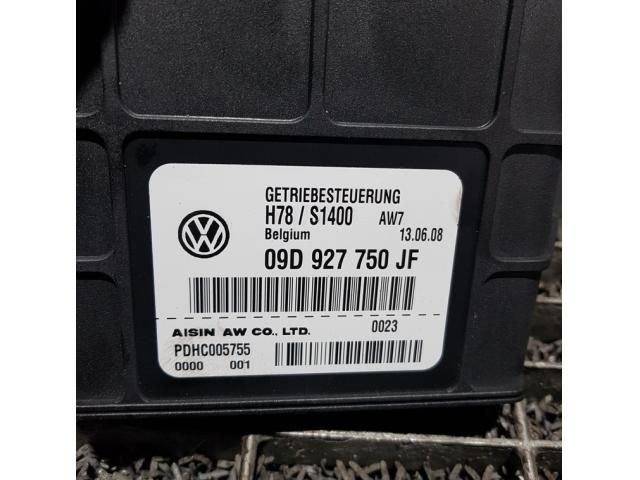 GETRIEBESTEUERUNG
H78 / S1400 AW7
Belgium 13.06.08
09D 927 750 JF
AISIN AW CO., LTD. 0023
PDHC005755
0000 001